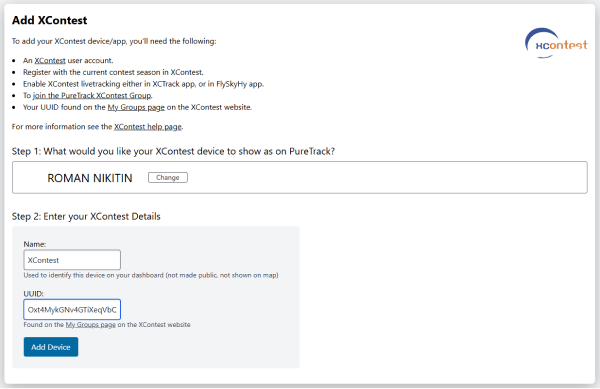 Add XContest
xcontest
To add your XContest device/app, you'll need the following:
An XContest user account.
Register with the current contest season in XContest.
Enable XContest livetracking either in XCTrack app, or in FlySkyHy app.
To join the PureTrack XContest Group.
Your UUID found on the My Groups page on the XContest website.
For more information see the XContest help page.
Step 1: What would you like your XContest device to show as on PureTrack?
ROMAN NIKITIN Change
Step 2: Enter your XContest Details
Name:
XContest
Used to identify this device on your dashboard (not made public, not shown on map)
UUID:
Oxt4MykGNv4GTiXeqVbC
Found on the My Groups page on the XContest website
Add Device